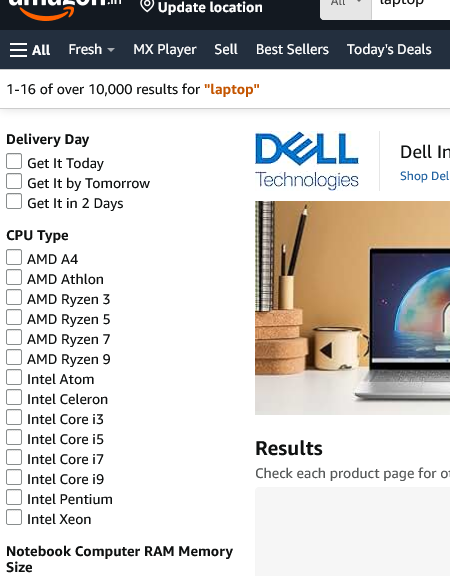 amazon.in
Update location
All
laptop
All
Fresh
MX Player
Sell
Best Sellers
Today's Deals
1-16 of over 10,000 results for "laptop"
Delivery Day
Get It Today
Get It by Tomorrow
Get It in 2 Days
CPU Type
AMD A4
AMD Athlon
AMD Ryzen 3
AMD Ryzen 5
AMD Ryzen 7
AMD Ryzen 9
Intel Atom
Intel Celeron
Intel Core i3
Intel Core i5
Intel Core i7
Intel Core i9
Intel Pentium
Intel Xeon
Notebook Computer RAM Memory
Size
DELL
Technologies
Dell In
Shop Del
Results
Check each product page for